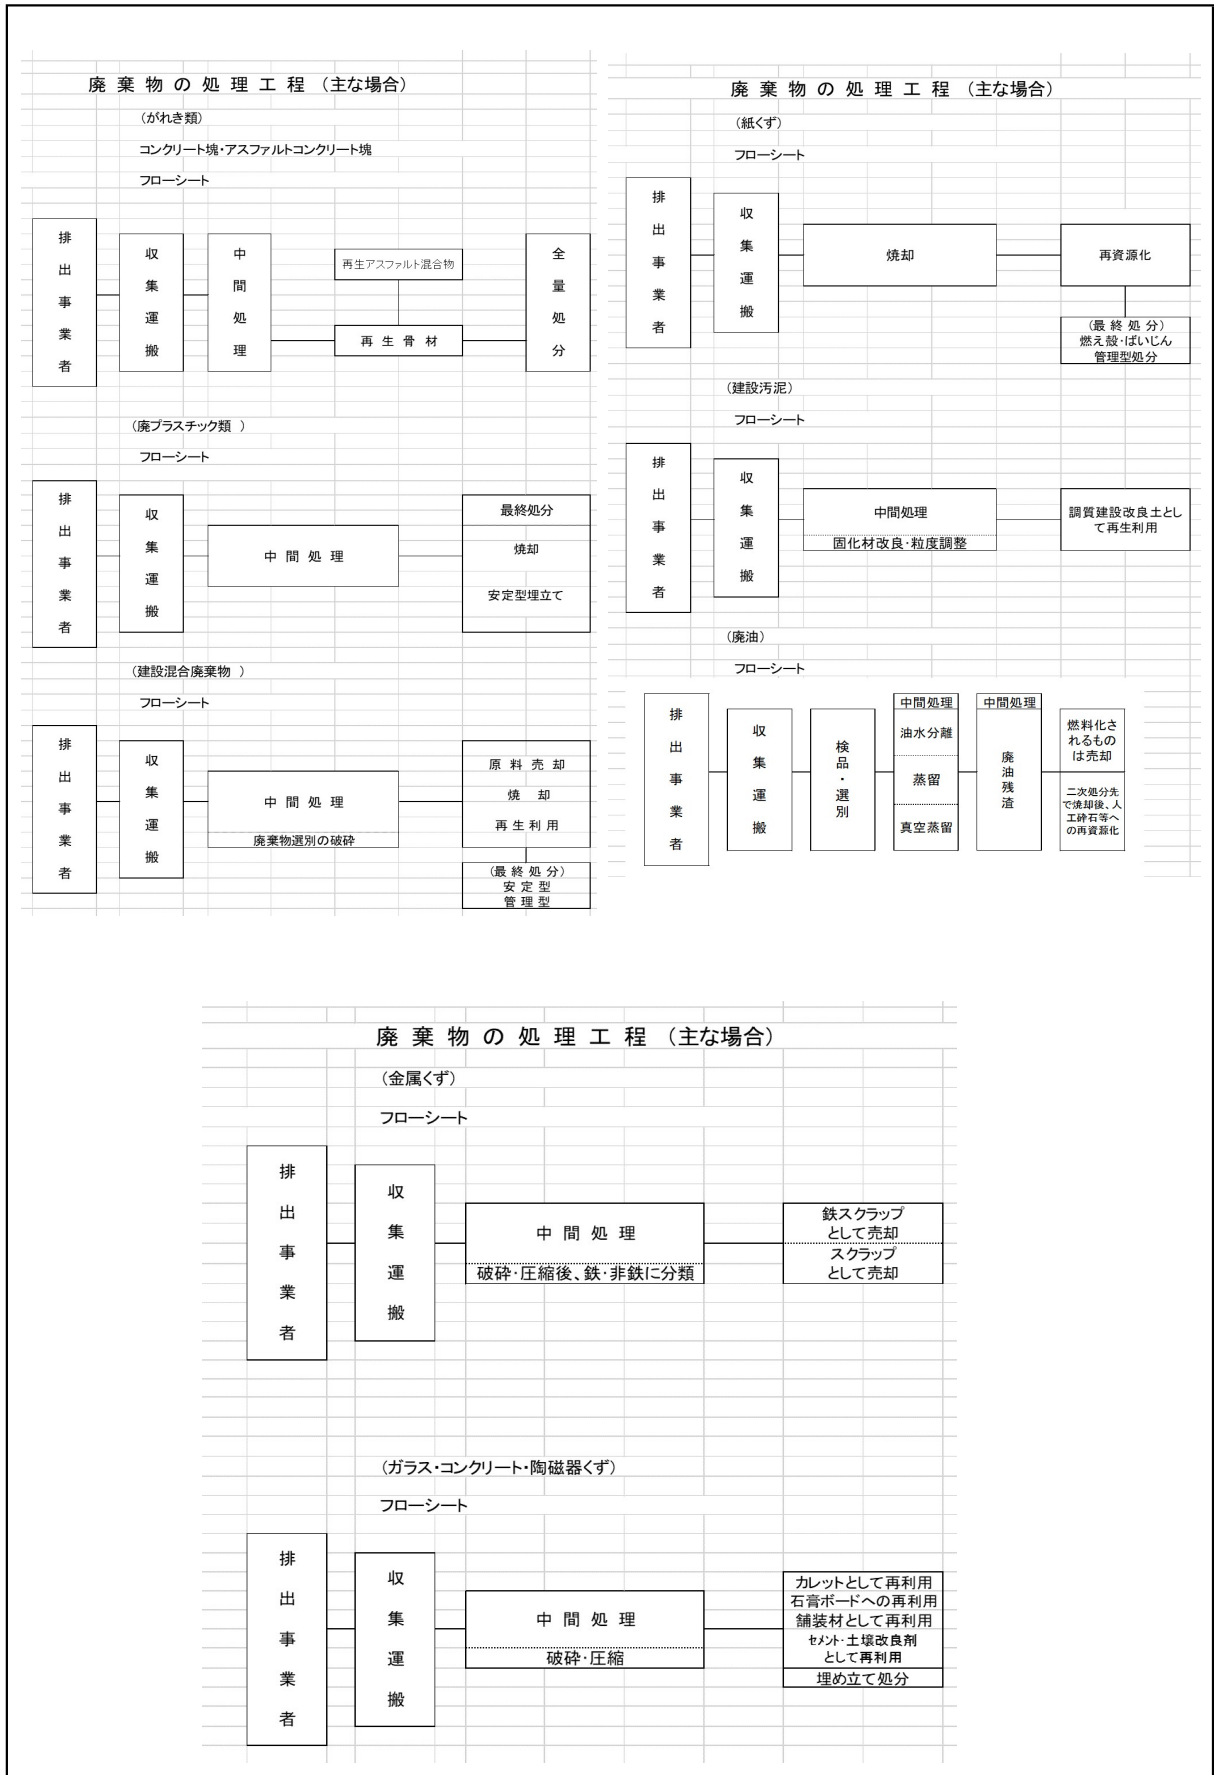 廃棄物の処理工程（主な場合）
（がれき類）
コンクリート塊・アスファルトコンクリート塊
フローシート
排出事業者
収集運搬
中間処理
再生アスファルト混合物
再生骨材
全量処分
（廃プラスチック類　）
フローシート
排出事業者
収集運搬
中間処理
最終処分
焼却
安定型埋立て
（建設混合廃棄物　）
フローシート
排出事業者
収集運搬
中間処理
廃棄物選別の破砕
原料売却
焼却
再生利用
（最終処分）
安定型
管理型
廃棄物の処理工程（主な場合）
（紙くず）
フローシート
排出事業者
収集運搬
焼却
再資源化
（最終処分）
燃え殻・ばいじん
管理型処分
（建設汚泥）
フローシート
排出事業者
収集運搬
中間処理
固化材改良・粒度調整
調質建設改良土とし
て再生利用
（廃油）
フローシート
排出事業者
収集運搬
検品・選別
中間処理
油水分離
蒸留
真空蒸留
中間処理
廃油残渣
燃料化さ
れるもの
は売却
二次処分先
で焼却後、人
工砕石等へ
の再資源化
廃棄物の処理工程（主な場合）
（金属くず）
フローシート
排出事業者
収集運搬
中間処理
破砕・圧縮後、鉄・非鉄に分類
鉄スクラップ
として売却
スクラップ
として売却
（ガラス・コンクリート・陶磁器くず）
フローシート
排出事業者
収集運搬
中間処理
破砕・圧縮
カレットとして再利用
石膏ボードへの再利用
舗装材として再利用
セメント・土壌改良剤
として再利用
埋め立て処分